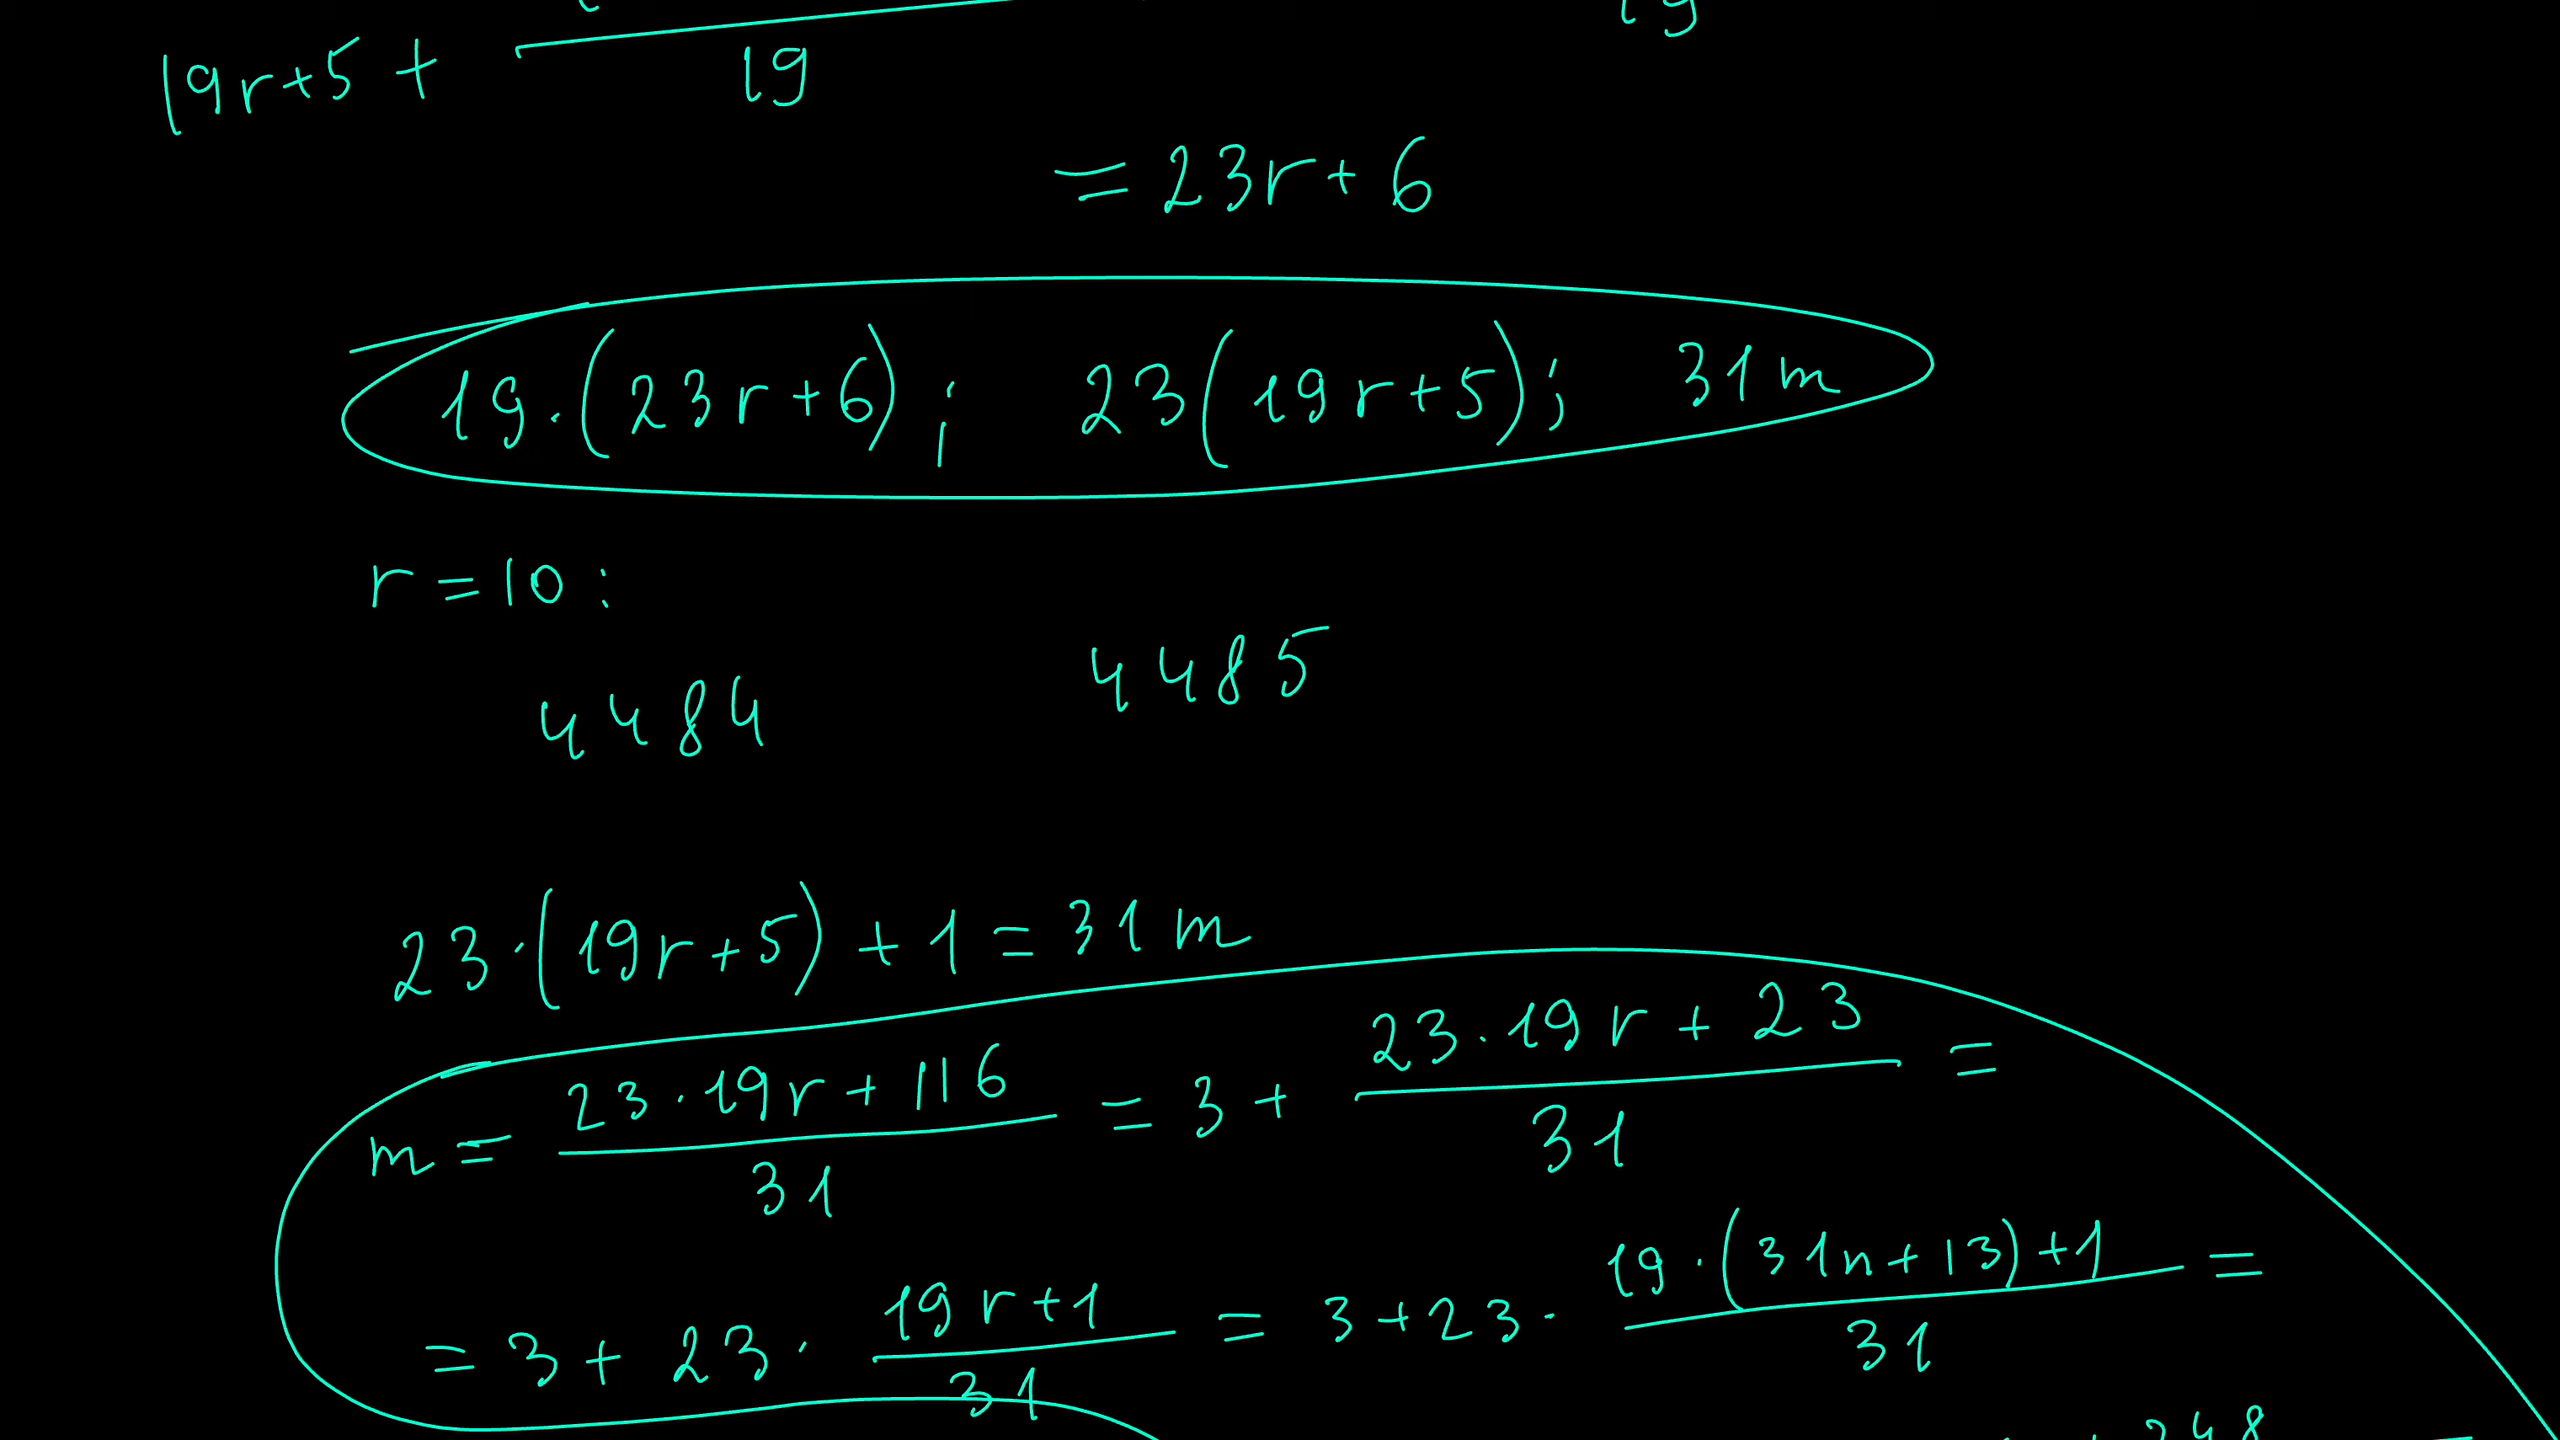 19r+5 + 19
= 23r + 6
19·(23r+6); 23(19r+5); 31m
r = 10 :
4484 4485
23·(19r+5) + 1 = 31m
m = (23·19r + 116)/31 = 3 + (23·19r + 23)/31 =
= 3 + 23 · (19r+1)/31 = 3+23 · (19·(31n+13)+1)/31 =
248